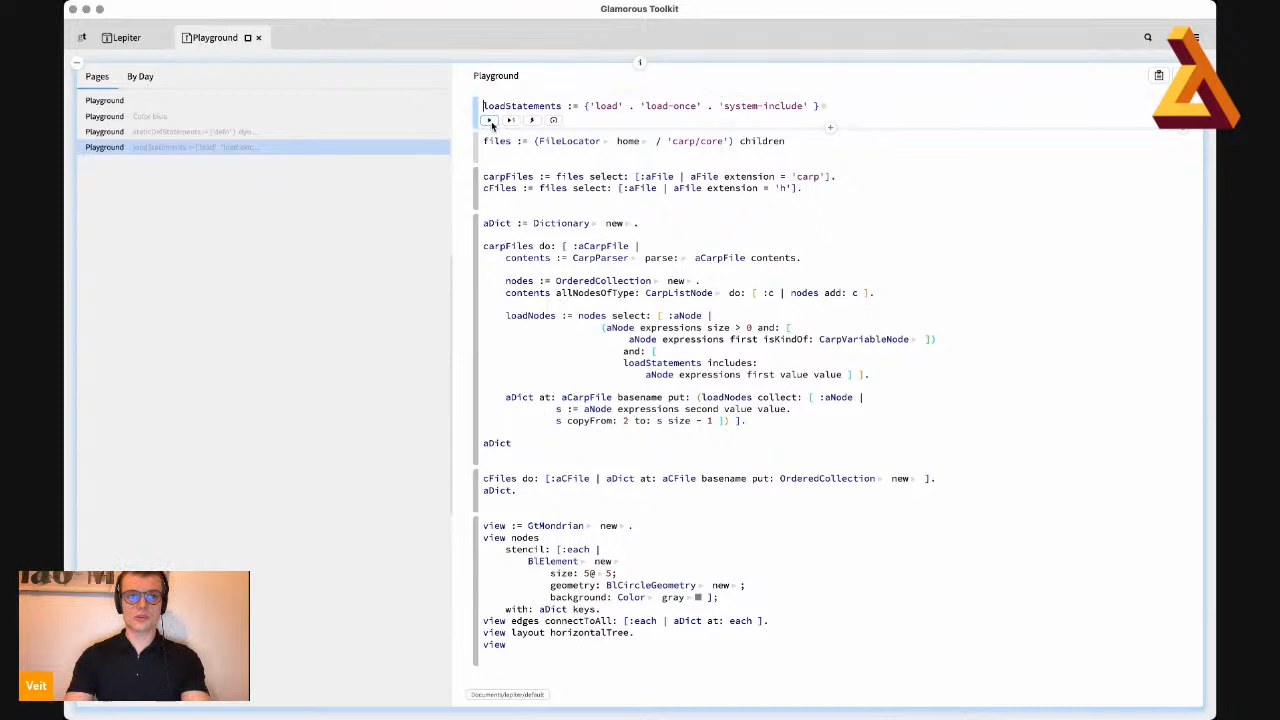 Glamorous Toolkit
gt Lepiter Playground
Pages By Day
Playground
Playground Color blue
Playground
Playground
Playground
loadStatements := {'load' . 'load-once' . 'system-include' }
files := (FileLocator home / 'carp/core') children
carpFiles := files select: [:aFile | aFile extension = 'carp'].
cFiles := files select: [:aFile | aFile extension = 'h'].
aDict := Dictionary new .
carpFiles do: [ :aCarpFile |
contents := CarpParser parse: aCarpFile contents.
nodes := OrderedCollection new .
contents allNodesOfType: CarpListNode do: [ :c | nodes add: c ].
loadNodes := nodes select: [ :aNode |
(aNode expressions size > 0 and: [
aNode expressions first isKindOf: CarpVariableNode ])
and: [
loadStatements includes:
aNode expressions first value value ] ].
aDict at: aCarpFile basename put: (loadNodes collect: [ :aNode |
s := aNode expressions second value value.
s copyFrom: 2 to: s size - 1 ]) ].
aDict
cFiles do: [:aCFile | aDict at: aCFile basename put: OrderedCollection new ].
aDict.
view := GtMondrian new .
view nodes
stencil: [:each |
BlElement new
size: 5@ 5;
geometry: BlCircleGeometry new ;
background: Color gray ];
with: aDict keys.
view edges connectToAll: [:each | aDict at: each ].
view layout horizontalTree.
view
Documents/lepiter/default
Veit